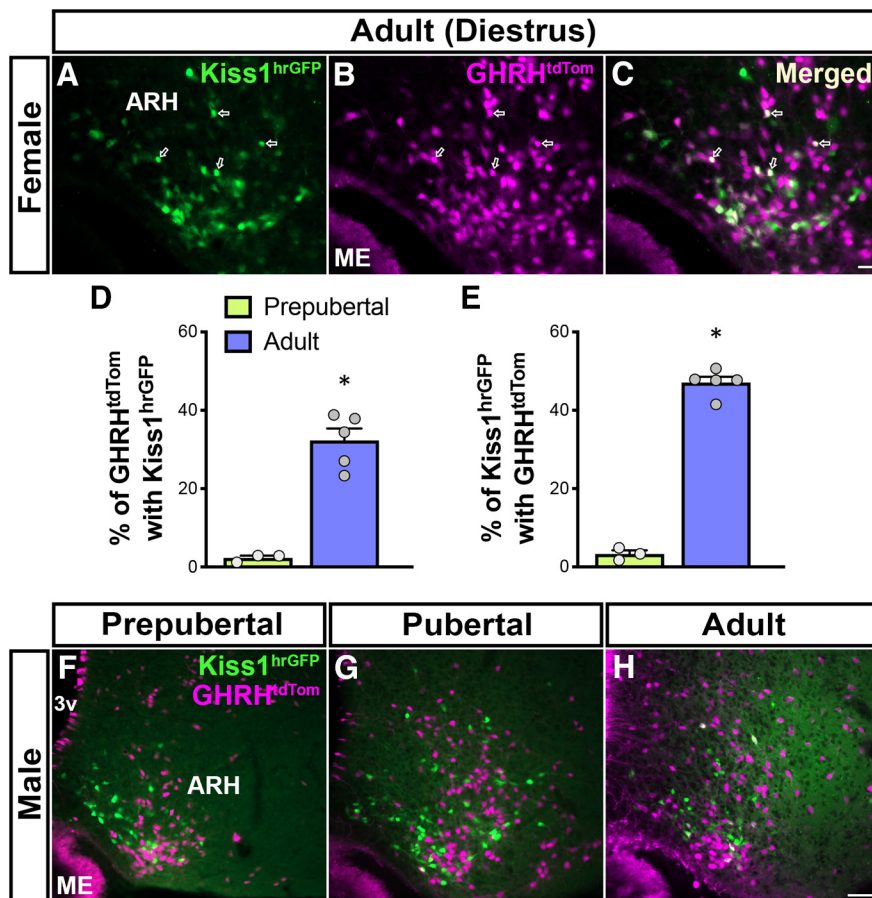 Adult (Diestrus)
Female
A
Kiss1hrGFP
ARH
B
GHRHtdTom
ME
C
Merged
D
Prepubertal
Adult
% of GHRHtdTom
with Kiss1hrGFP
60
40
20
0
*
E
% of Kiss1hrGFP
with GHRHtdTom
60
40
20
0
*
Prepubertal
Pubertal
Adult
Male
F
Kiss1hrGFP
GHRHtdTom
3v
ARH
ME
G
H